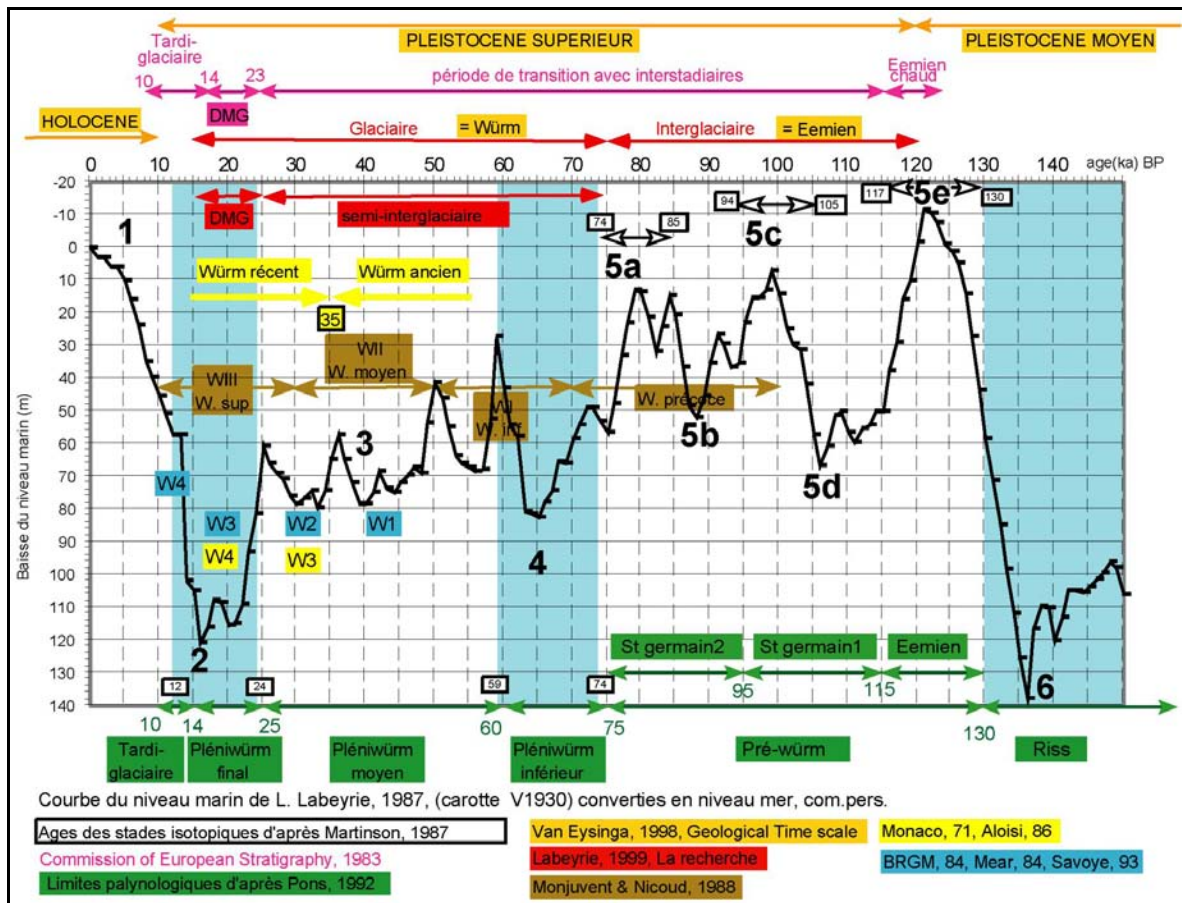 Tardi-
glaciaire
PLEISTOCENE SUPERIEUR
PLEISTOCENE MOYEN
Eemien
chaud
10
14
23
période de transition avec interstadiaires
HOLOCENE
DMG
Glaciaire
= Würm
Interglaciaire
= Eemien
0 10 20 30 40 50 60 70 80 90 100 110 120 130 140 age(ka) BP
Baisse du niveau marin (m)
-20
-10
0
10
20
30
40
50
60
70
80
90
100
110
120
130
140
DMG
semi-interglaciaire
74
85
94
105
117
130
5a
5c
5e
1
Würm récent
Würm ancien
35
WII
W. moyen
WIII
W. sup
W.I
W. inf.
W. précoce
3
5b
5d
W4
W3
W4
W2
W3
W1
4
2
6
St germain2
St germain1
Eemien
95
115
12
24
59
74
10
14
25
60
75
130
Tardi-
glaciaire
Pléniwürm
final
Pléniwürm
moyen
Pléniwürm
inférieur
Pré-würm
Riss
Courbe du niveau marin de L. Labeyrie, 1987, (carotte V1930) converties en niveau mer, com.pers.
Ages des stades isotopiques d'après Martinson, 1987
Commission of European Stratigraphy, 1983
Limites palynologiques d'après Pons, 1992
Van Eysinga, 1998, Geological Time scale
Labeyrie, 1999, La recherche
Monjuvent & Nicoud, 1988
Monaco, 71, Aloisi, 86
BRGM, 84, Mear, 84, Savoye, 93